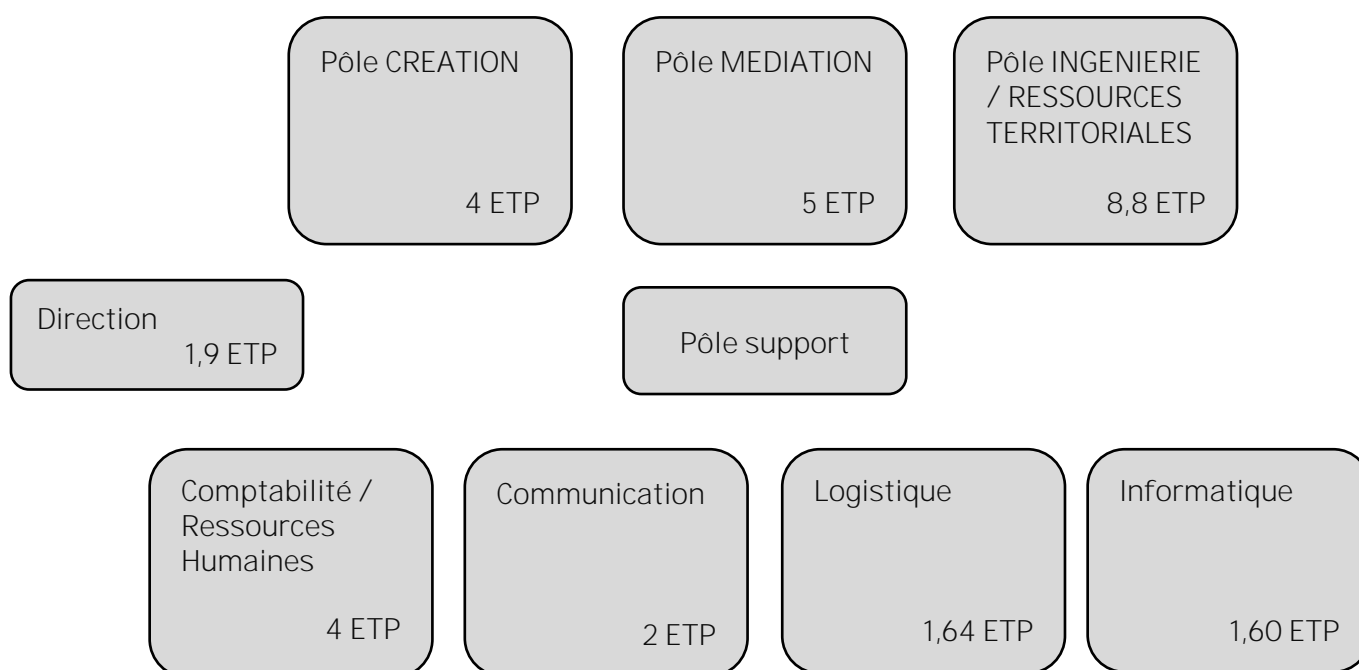 Pôle CREATION
4 ETP
Pôle MEDIATION
5 ETP
Pôle INGENIERIE
/ RESSOURCES
TERRITORIALES
8,8 ETP
Direction
1,9 ETP
Pôle support
Comptabilité /
Ressources
Humaines
4 ETP
Communication
2 ETP
Logistique
1,64 ETP
Informatique
1,60 ETP